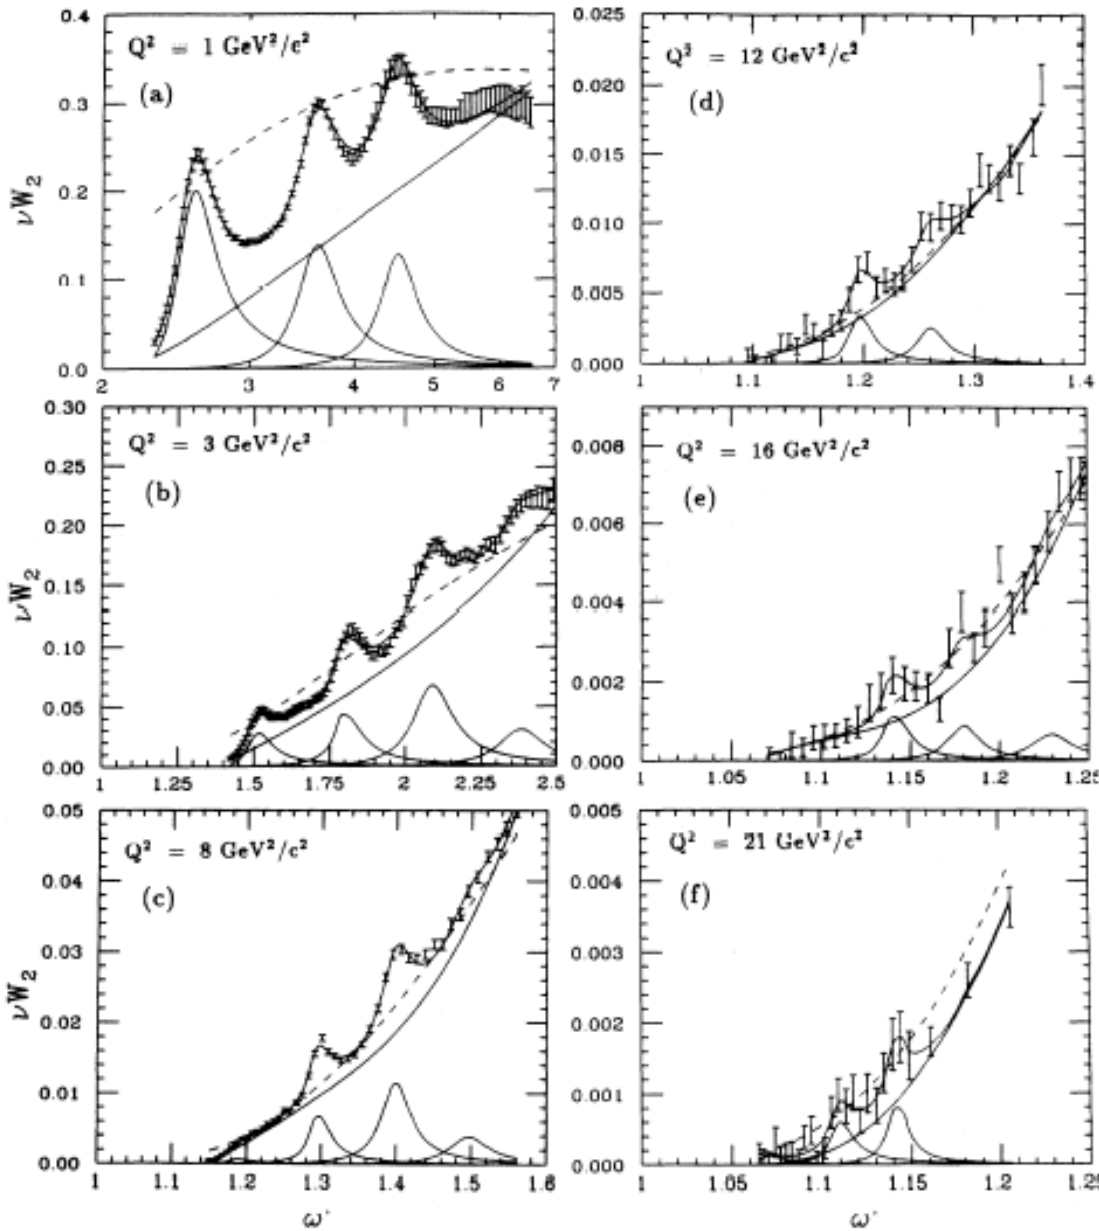 0.4
Q² = 1 GeV²/c²
(a)
0.3
0.2
νW₂
0.1
0.0
2 3 4 5 6 7
0.025
Q² = 12 GeV²/c²
0.020
(d)
0.015
0.010
0.005
0.000
1 1.1 1.2 1.3 1.4
0.30
Q² = 3 GeV²/c²
0.25
(b)
0.20
νW₂
0.15
0.10
0.05
0.00
1 1.25 1.5 1.75 2 2.25 2.5
0.008
Q² = 16 GeV²/c²
(e)
0.006
0.004
0.002
0.000
1 1.05 1.1 1.15 1.2 1.25
0.05
Q² = 8 GeV²/c²
0.04
(c)
0.03
νW₂
0.02
0.01
0.00
1 1.1 1.2 1.3 1.4 1.5 1.6
ω'
0.005
Q² = 21 GeV²/c²
0.004
(f)
0.003
0.002
0.001
0.000
1 1.05 1.1 1.15 1.2 1.25
ω'